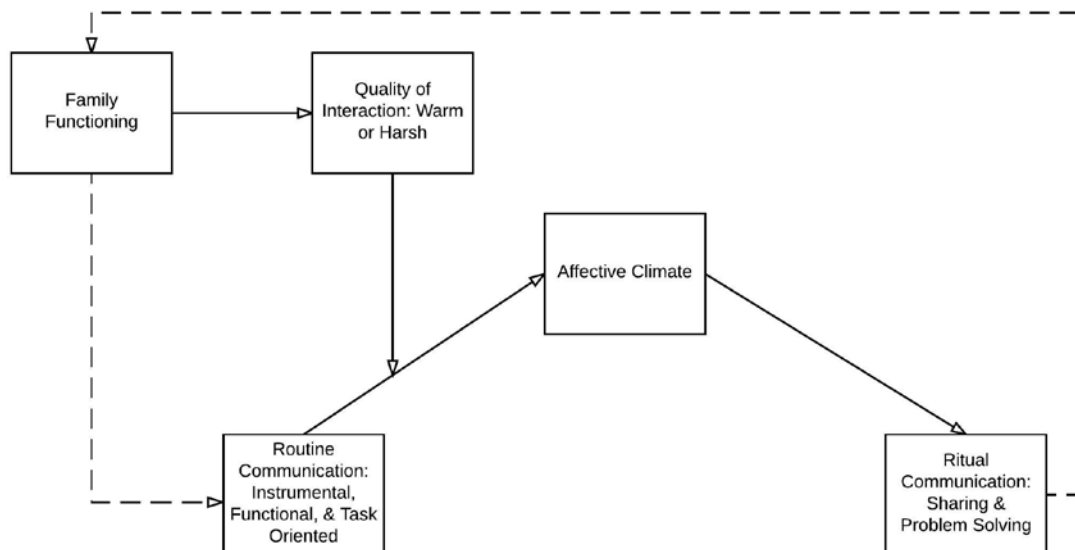 Family
Functioning
Quality of
Interaction: Warm
or Harsh
Affective Climate
Routine
Communication:
Instrumental,
Functional, & Task
Oriented
Ritual
Communication:
Sharing &
Problem Solving